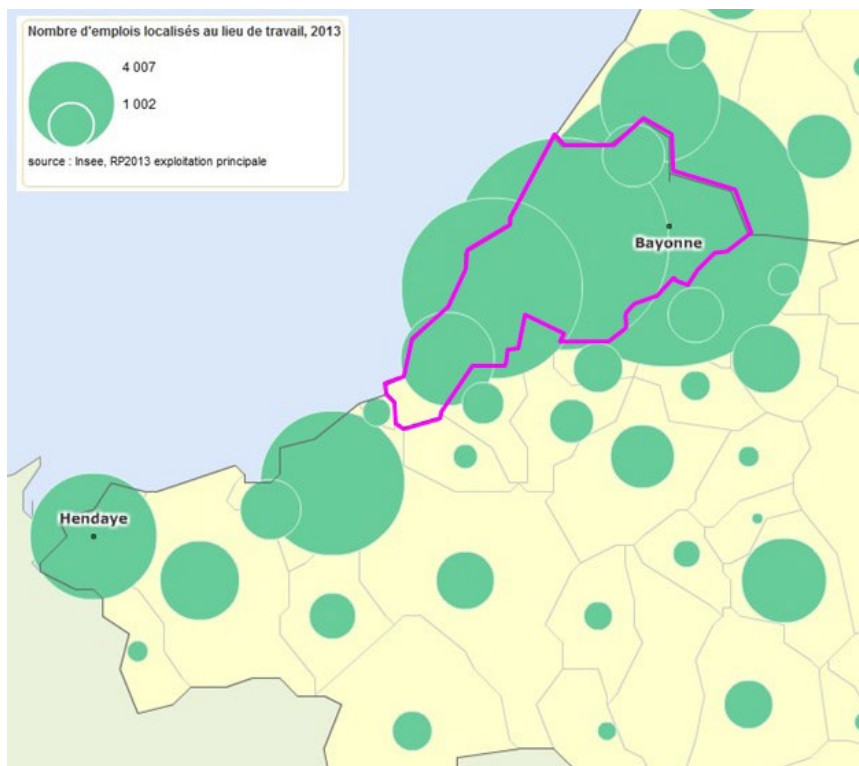 Nombre d'emplois localisés au lieu de travail, 2013
4 007
1 002
source : Insee, RP2013 exploitation principale
Bayonne
Hendaye